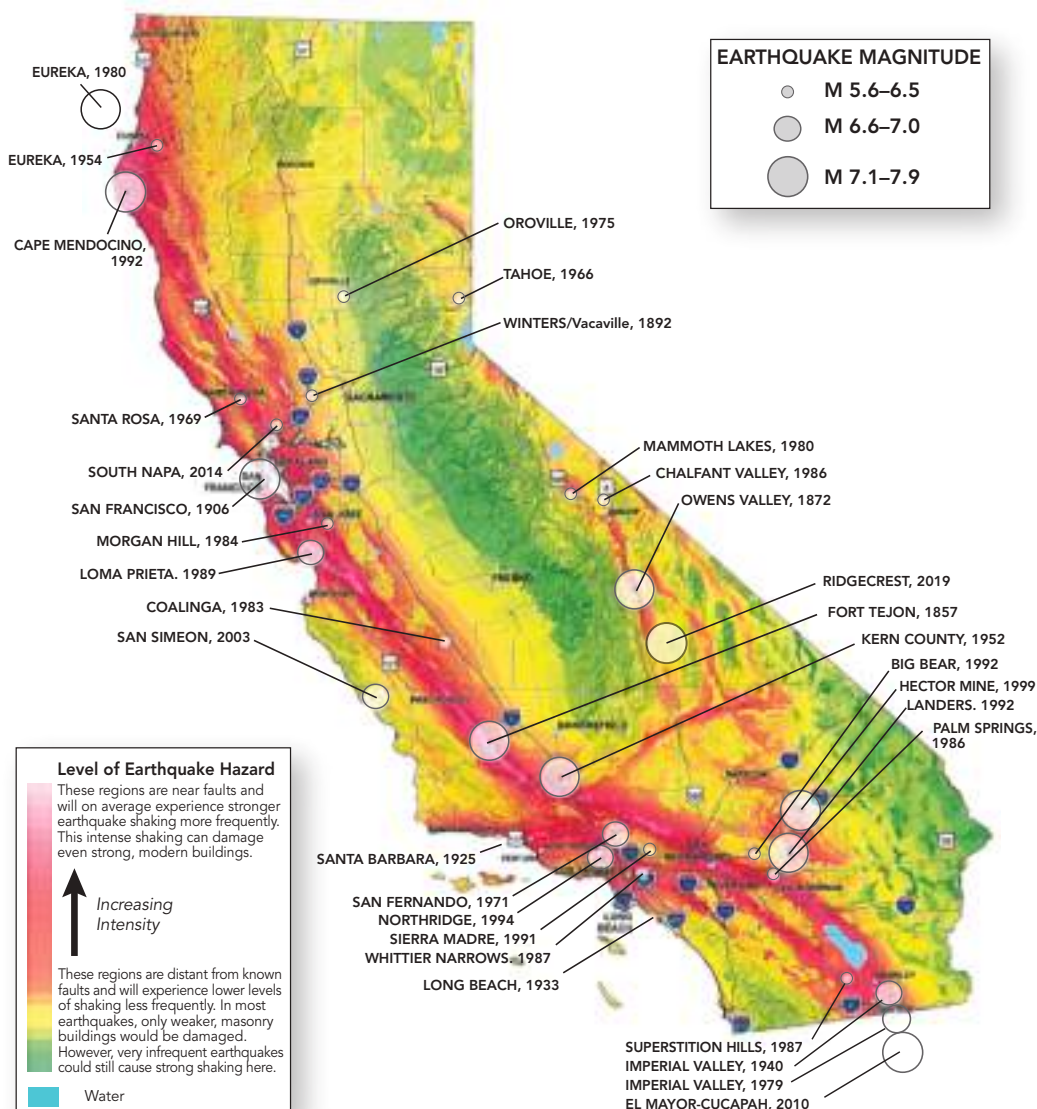 EARTHQUAKE MAGNITUDE
M 5.6–6.5
M 6.6–7.0
M 7.1–7.9
EUREKA, 1980
EUREKA, 1954
CAPE MENDOCINO,
1992
OROVILLE, 1975
TAHOE, 1966
WINTERS/Vacaville, 1892
SANTA ROSA, 1969
SOUTH NAPA, 2014
SAN FRANCISCO, 1906
MORGAN HILL, 1984
LOMA PRIETA. 1989
COALINGA, 1983
SAN SIMEON, 2003
MAMMOTH LAKES, 1980
CHALFANT VALLEY, 1986
OWENS VALLEY, 1872
RIDGECREST, 2019
FORT TEJON, 1857
KERN COUNTY, 1952
BIG BEAR, 1992
HECTOR MINE, 1999
LANDERS. 1992
PALM SPRINGS,
1986
SACRAMENTO
SAN
FRANCISCO
FRESNO
BAKERSFIELD
LONG
BEACH
SANTA BARBARA, 1925
SAN FERNANDO, 1971
NORTHRIDGE, 1994
SIERRA MADRE, 1991
WHITTIER NARROWS. 1987
LONG BEACH, 1933
SUPERSTITION HILLS, 1987
IMPERIAL VALLEY, 1940
IMPERIAL VALLEY, 1979
EL MAYOR-CUCAPAH, 2010
Level of Earthquake Hazard
These regions are near faults and
will on average experience stronger
earthquake shaking more frequently.
This intense shaking can damage
even strong, modern buildings.
Increasing
Intensity
These regions are distant from known
faults and will experience lower levels
of shaking less frequently. In most
earthquakes, only weaker, masonry
buildings would be damaged.
However, very infrequent earthquakes
could still cause strong shaking here.
Water